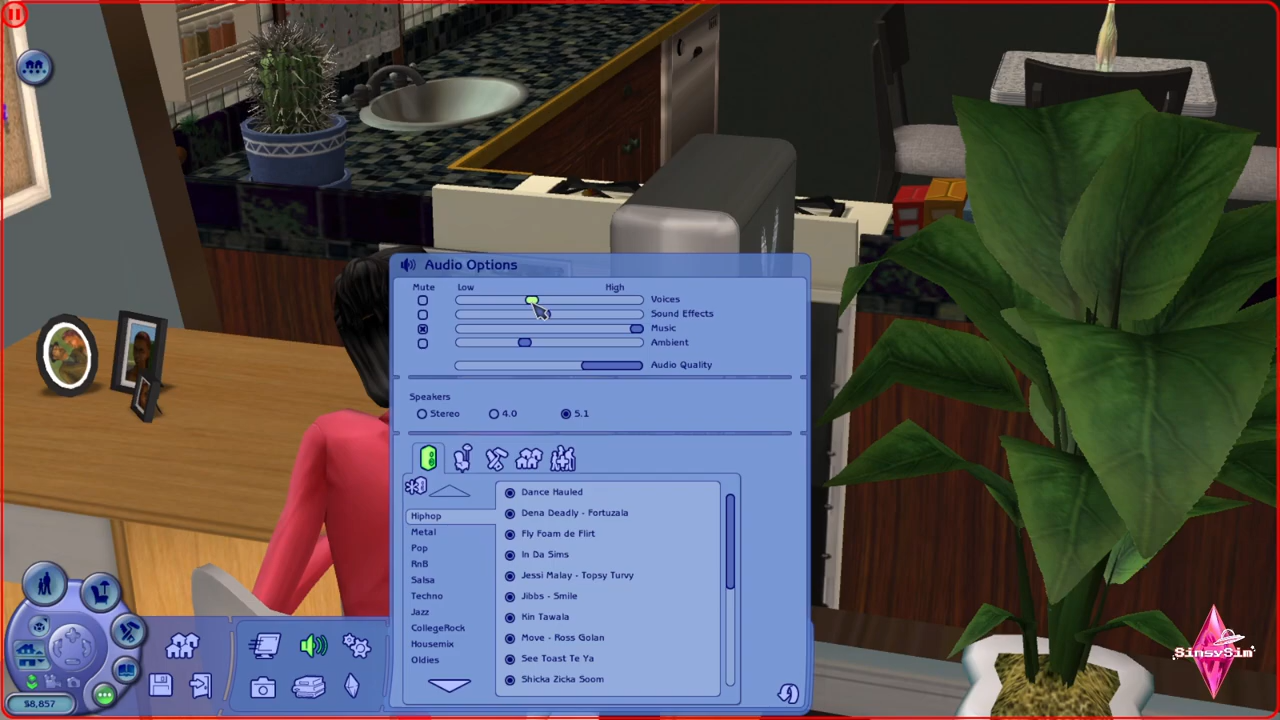 Audio Options
Mute Low High
Voices
Sound Effects
Music
Ambient
Audio Quality
Speakers
Stereo 4.0 5.1
Hiphop
Metal
Pop
RnB
Salsa
Techno
Jazz
CollegeRock
Housemix
Oldies
Dance Hauled
Dena Deadly - Fortuzala
Fly Foam de Flirt
In Da Sims
Jessi Malay - Topsy Turvy
Jibbs - Smile
Kin Tawala
Move - Ross Golan
See Toast Te Ya
Shicka Zicka Soom
$8,857
SimsySim